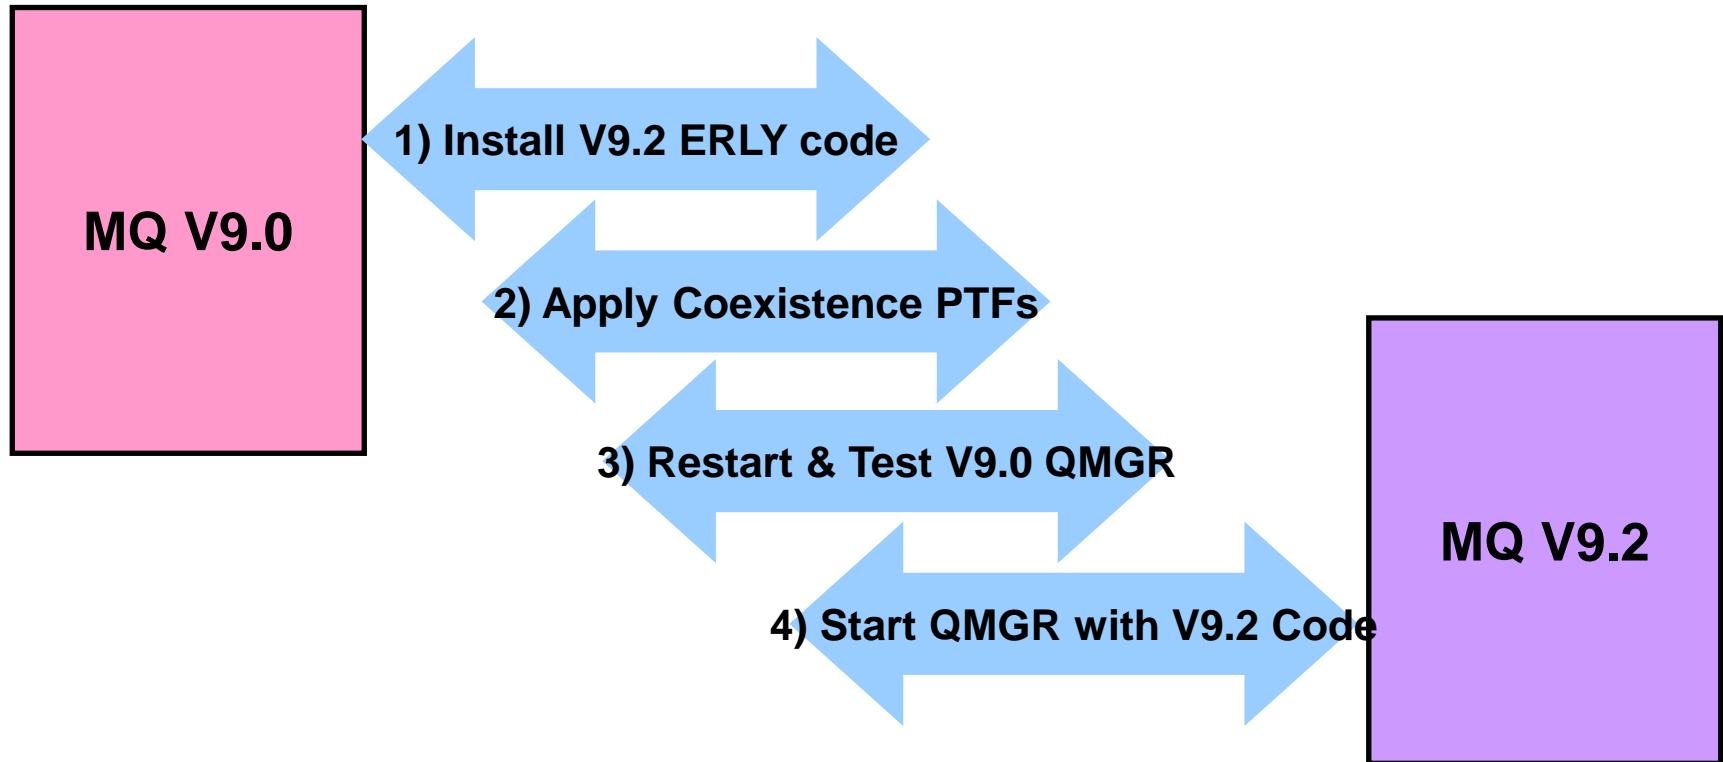 MQ V9.0
1) Install V9.2 ERLY code
2) Apply Coexistence PTFs
3) Restart & Test V9.0 QMGR
4) Start QMGR with V9.2 Code
MQ V9.2